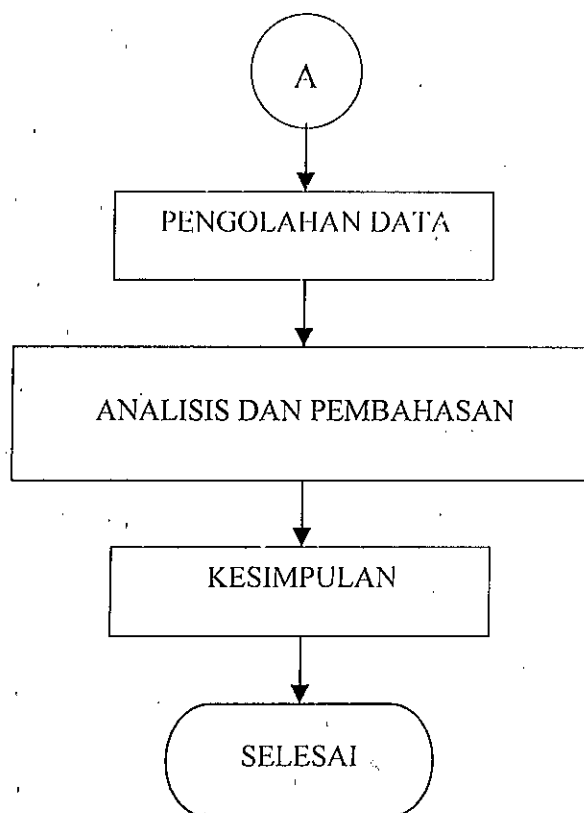 A
PENGOLAHAN DATA
ANALISIS DAN PEMBAHASAN
KESIMPULAN
SELESAI